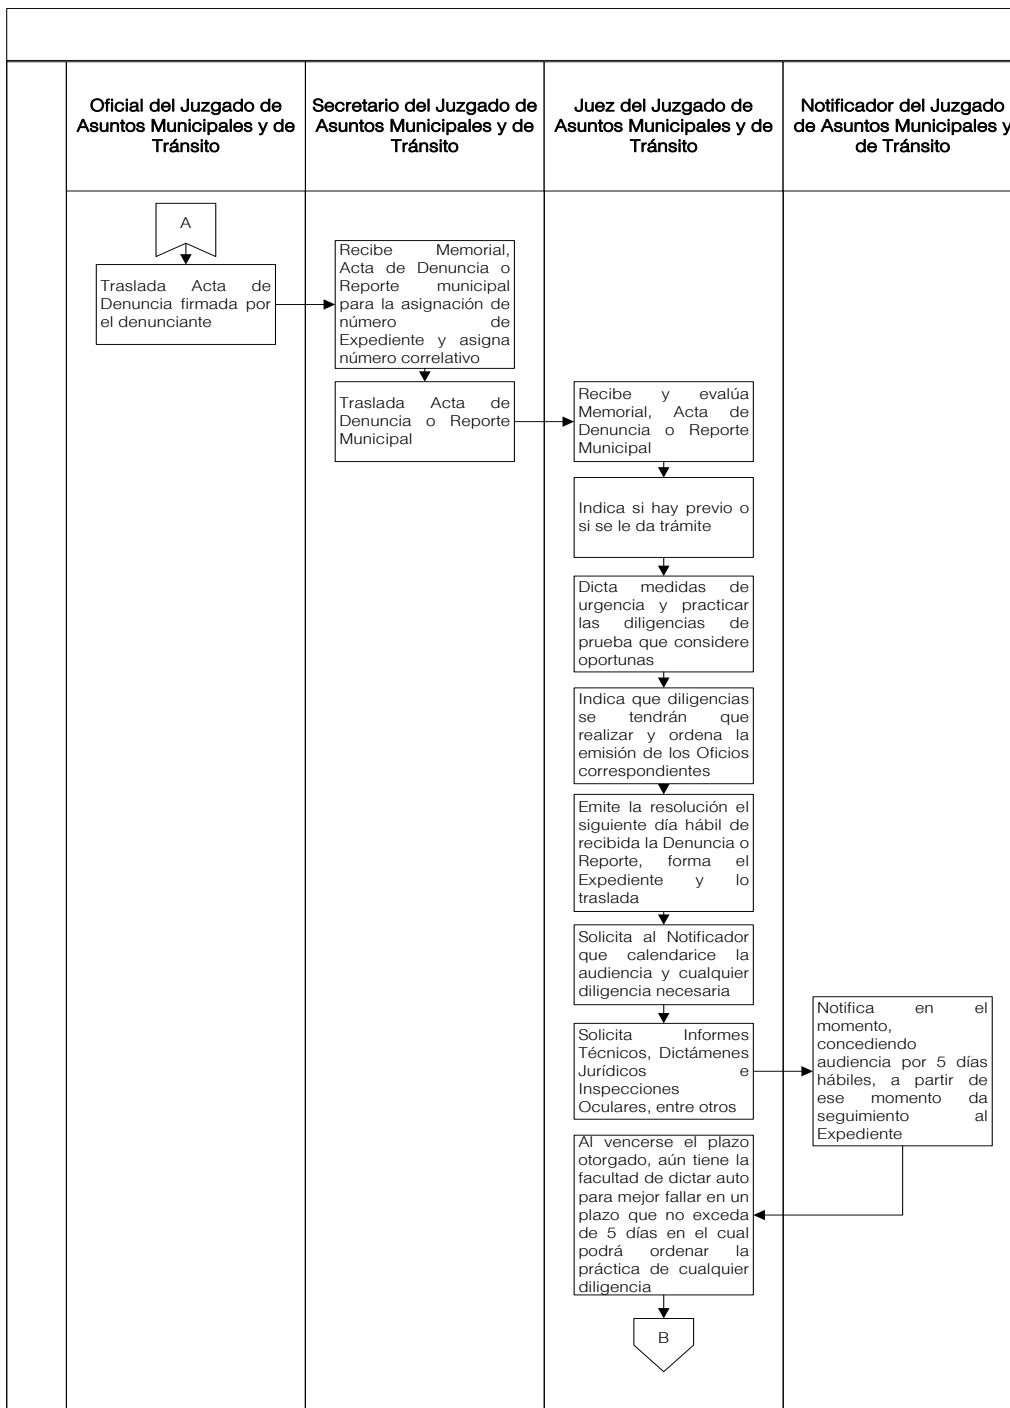 Oficial del Juzgado de
Asuntos Municipales y de
Tránsito
Secretario del Juzgado de
Asuntos Municipales y de
Tránsito
Juez del Juzgado de
Asuntos Municipales y de
Tránsito
Notificador del Juzgado
de Asuntos Municipales y
de Tránsito
A
Traslada Acta de
Denuncia firmada por
el denunciante
Recibe Memorial,
Acta de Denuncia o
Reporte municipal
para la asignación de
número de
Expediente y asigna
número correlativo
Traslada Acta de
Denuncia o Reporte
Municipal
Recibe y evalúa
Memorial, Acta de
Denuncia o Reporte
Municipal
Indica si hay previo o
si se le da trámite
Dicta medidas de
urgencia y practicar
las diligencias de
prueba que considere
oportunas
Indica que diligencias
se tendrán que
realizar y ordena la
emisión de los Oficios
correspondientes
Emite la resolución el
siguiente día hábil de
recibida la Denuncia o
Reporte, forma el
Expediente y lo
traslada
Solicita al Notificador
que calendarice la
audiencia y cualquier
diligencia necesaria
Solicita Informes
Técnicos, Dictámenes
Jurídicos e
Inspecciones
Oculares, entre otros
Notifica en el
momento,
concediendo
audiencia por 5 días
hábiles, a partir de
ese momento da
seguimiento al
Expediente
Al vencerse el plazo
otorgado, aún tiene la
facultad de dictar auto
para mejor fallar en un
plazo que no exceda
de 5 días en el cual
podrá ordenar la
práctica de cualquier
diligencia
B